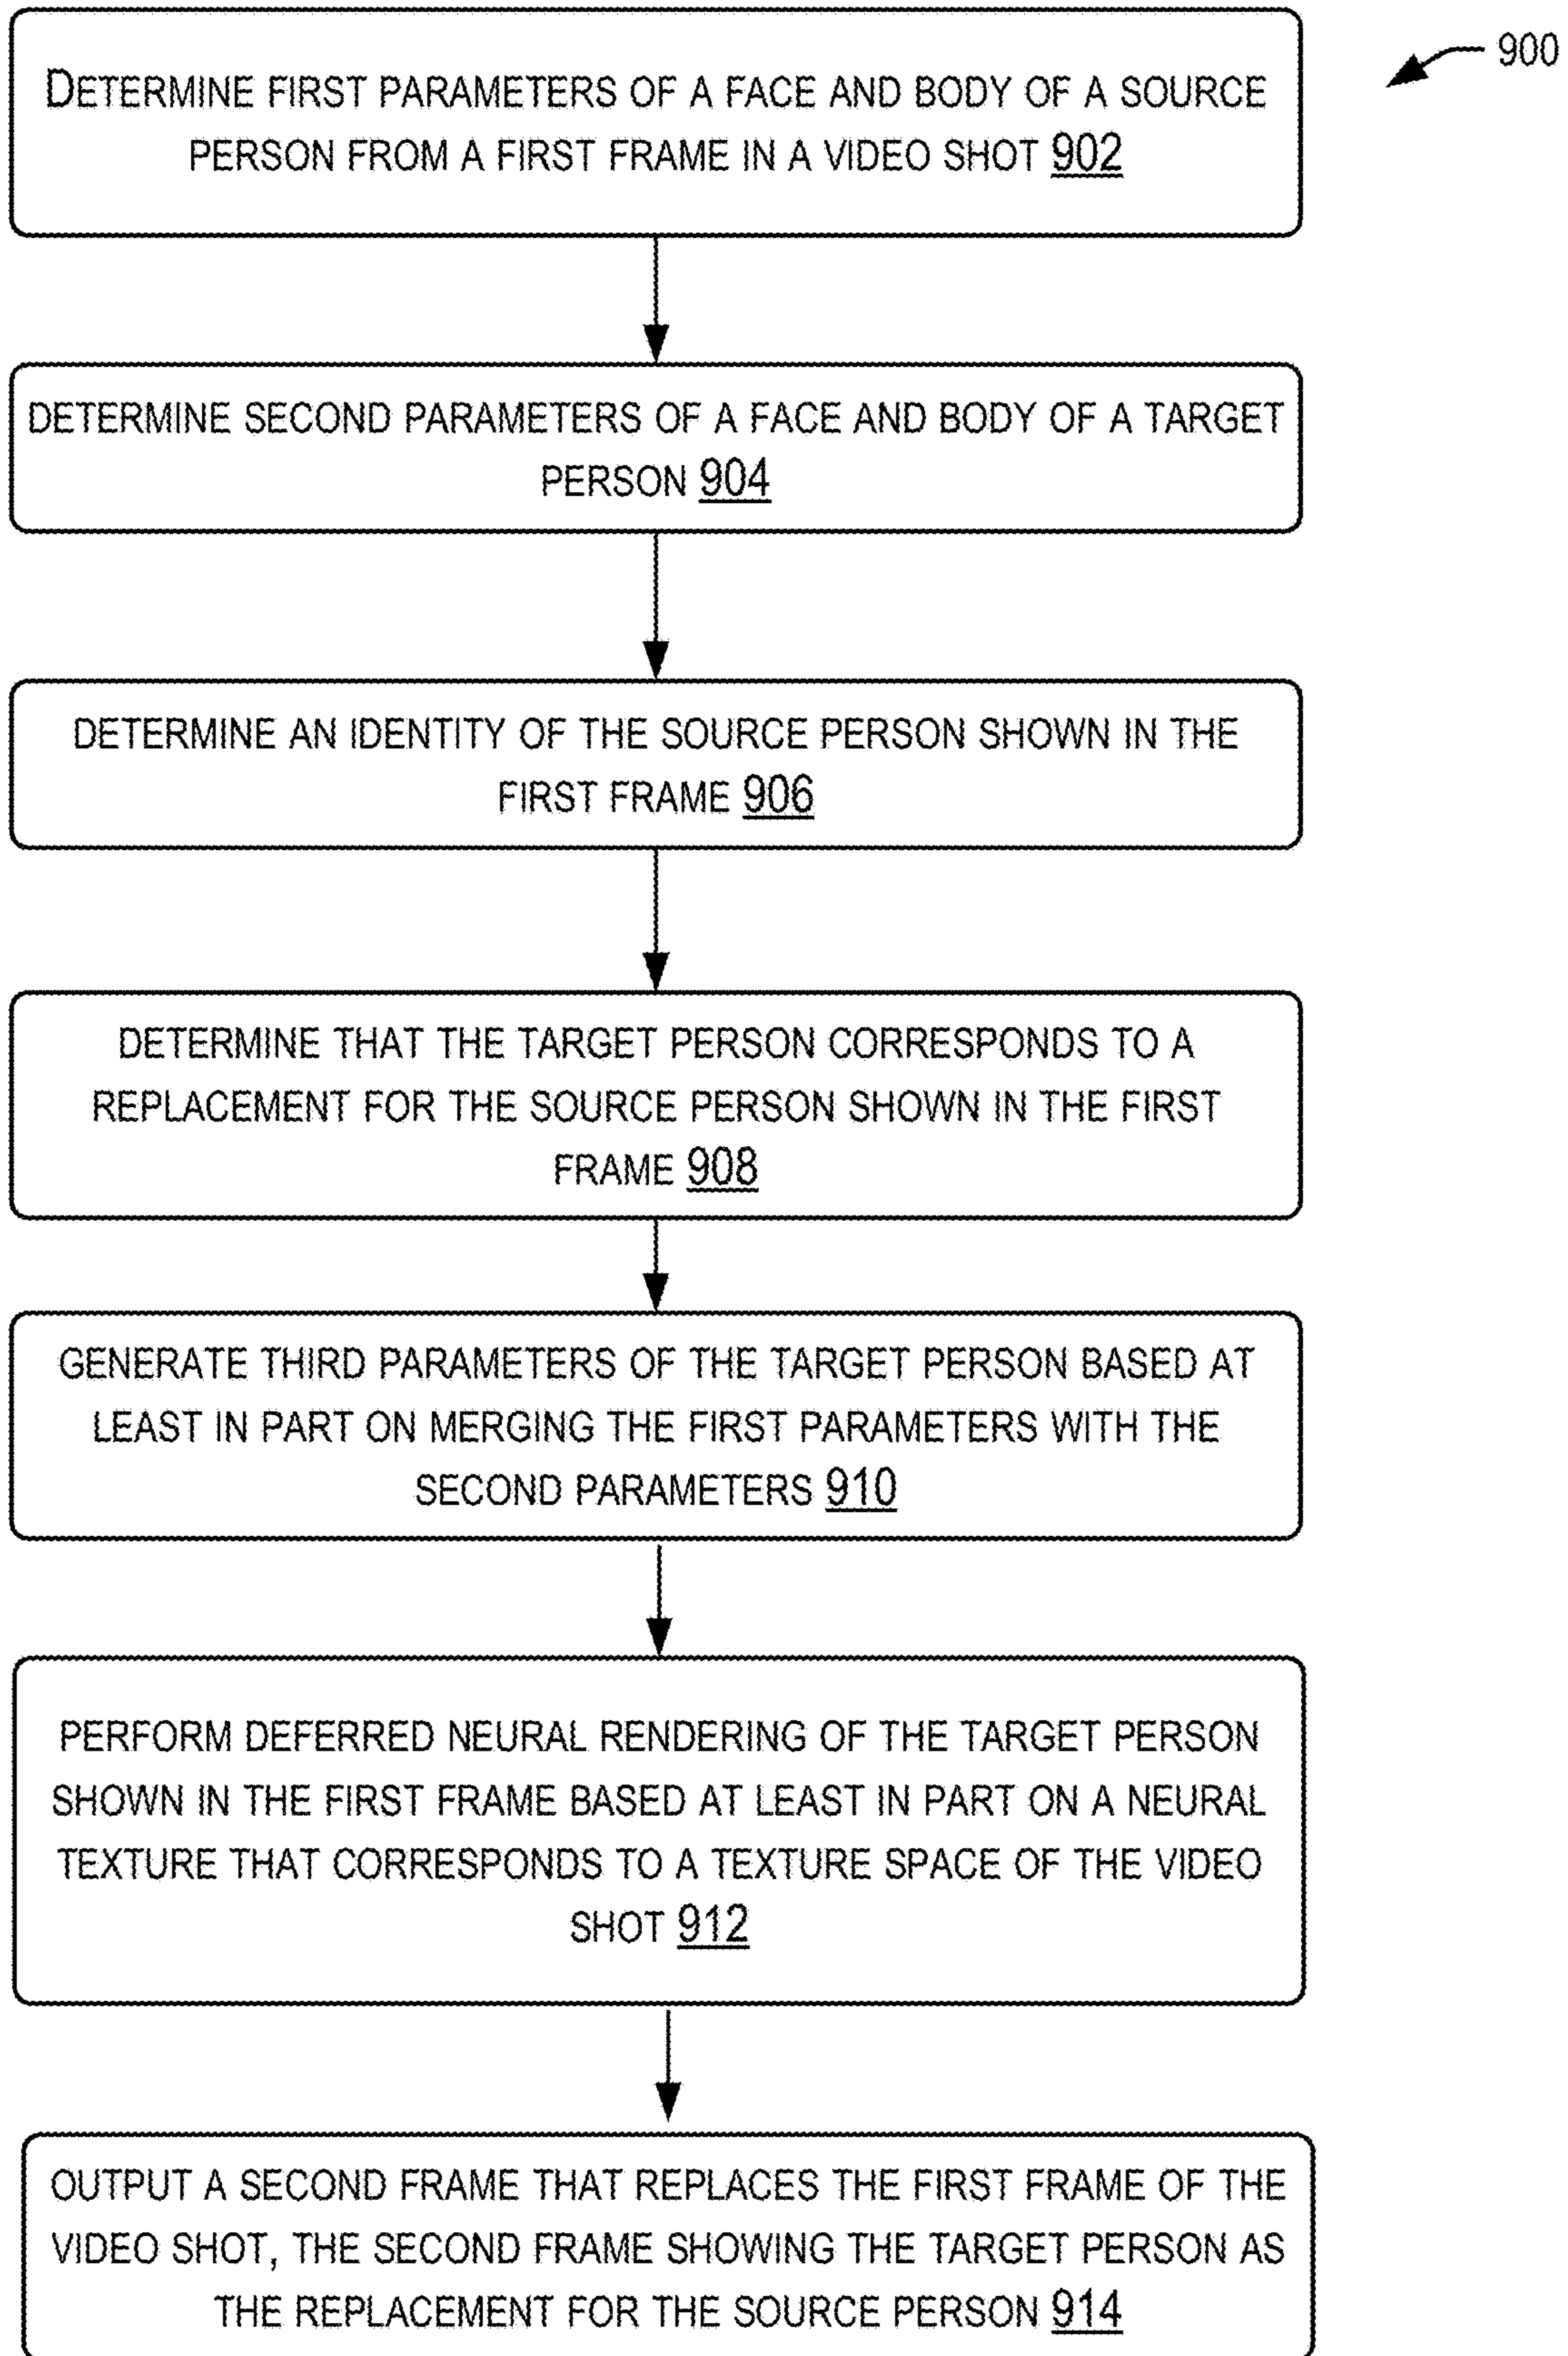 900
DETERMINE FIRST PARAMETERS OF A FACE AND BODY OF A SOURCE
PERSON FROM A FIRST FRAME IN A VIDEO SHOT 902
DETERMINE SECOND PARAMETERS OF A FACE AND BODY OF A TARGET
PERSON 904
DETERMINE AN IDENTITY OF THE SOURCE PERSON SHOWN IN THE
FIRST FRAME 906
DETERMINE THAT THE TARGET PERSON CORRESPONDS TO A
REPLACEMENT FOR THE SOURCE PERSON SHOWN IN THE FIRST
FRAME 908
GENERATE THIRD PARAMETERS OF THE TARGET PERSON BASED AT
LEAST IN PART ON MERGING THE FIRST PARAMETERS WITH THE
SECOND PARAMETERS 910
PERFORM DEFERRED NEURAL RENDERING OF THE TARGET PERSON
SHOWN IN THE FIRST FRAME BASED AT LEAST IN PART ON A NEURAL
TEXTURE THAT CORRESPONDS TO A TEXTURE SPACE OF THE VIDEO
SHOT 912
OUTPUT A SECOND FRAME THAT REPLACES THE FIRST FRAME OF THE
VIDEO SHOT, THE SECOND FRAME SHOWING THE TARGET PERSON AS
THE REPLACEMENT FOR THE SOURCE PERSON 914